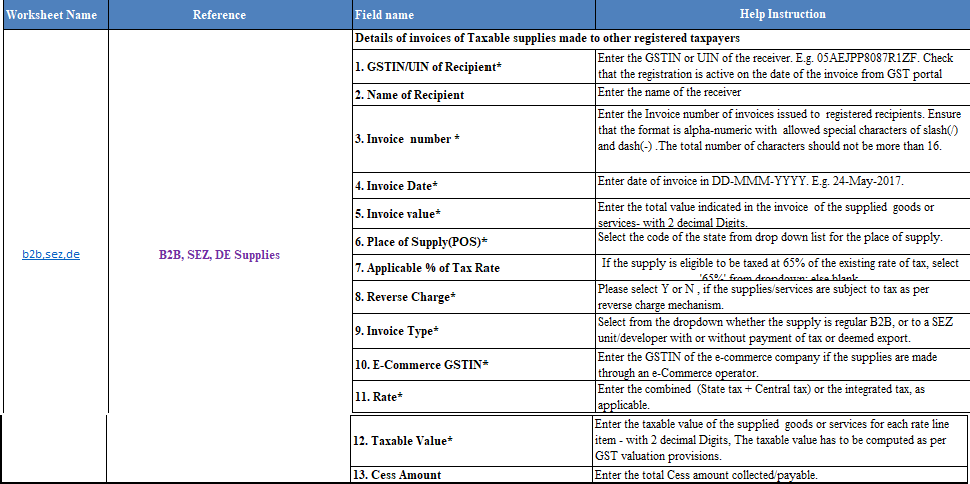 Worksheet Name
Reference
Field name
Help Instruction
Details of invoices of Taxable supplies made to other registered taxpayers
1. GSTIN/UIN of Recipient*
Enter the GSTIN or UIN of the receiver. E.g. 05AEJPP8087R1ZF. Check
that the registration is active on the date of the invoice from GST portal
2. Name of Recipient
Enter the name of the receiver
3. Invoice number *
Enter the Invoice number of invoices issued to registered recipients. Ensure
that the format is alpha-numeric with allowed special characters of slash(/)
and dash(-) .The total number of characters should not be more than 16.
4. Invoice Date*
Enter date of invoice in DD-MMM-YYYY. E.g. 24-May-2017.
5. Invoice value*
Enter the total value indicated in the invoice of the supplied goods or
services- with 2 decimal Digits.
b2b,sez,de
B2B, SEZ, DE Supplies
6. Place of Supply(POS)*
Select the code of the state from drop down list for the place of supply.
7. Applicable % of Tax Rate
If the supply is eligible to be taxed at 65% of the existing rate of tax, select
'65%' from dropdown; else blank
8. Reverse Charge*
Please select Y or N , if the supplies/services are subject to tax as per
reverse charge mechanism.
9. Invoice Type*
Select from the dropdown whether the supply is regular B2B, or to a SEZ
unit/developer with or without payment of tax or deemed export.
10. E-Commerce GSTIN*
Enter the GSTIN of the e-commerce company if the supplies are made
through an e-Commerce operator.
11. Rate*
Enter the combined (State tax + Central tax) or the integrated tax, as
applicable.
12. Taxable Value*
Enter the taxable value of the supplied goods or services for each rate line
item - with 2 decimal Digits, The taxable value has to be computed as per
GST valuation provisions.
13. Cess Amount
Enter the total Cess amount collected/payable.